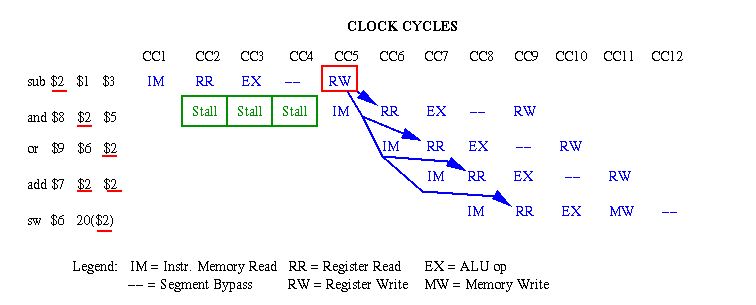 CLOCK CYCLES
CC1 CC2 CC3 CC4 CC5 CC6 CC7 CC8 CC9 CC10 CC11 CC12
sub $2 $1 $3 IM RR EX -- RW
and $8 $2 $5 Stall Stall Stall IM RR EX -- RW
or $9 $6 $2 IM RR EX -- RW
add $7 $2 $2 IM RR EX -- RW
sw $6 20($2) IM RR EX MW --
Legend: IM = Instr. Memory Read RR = Register Read EX = ALU op
-- = Segment Bypass RW = Register Write MW = Memory Write